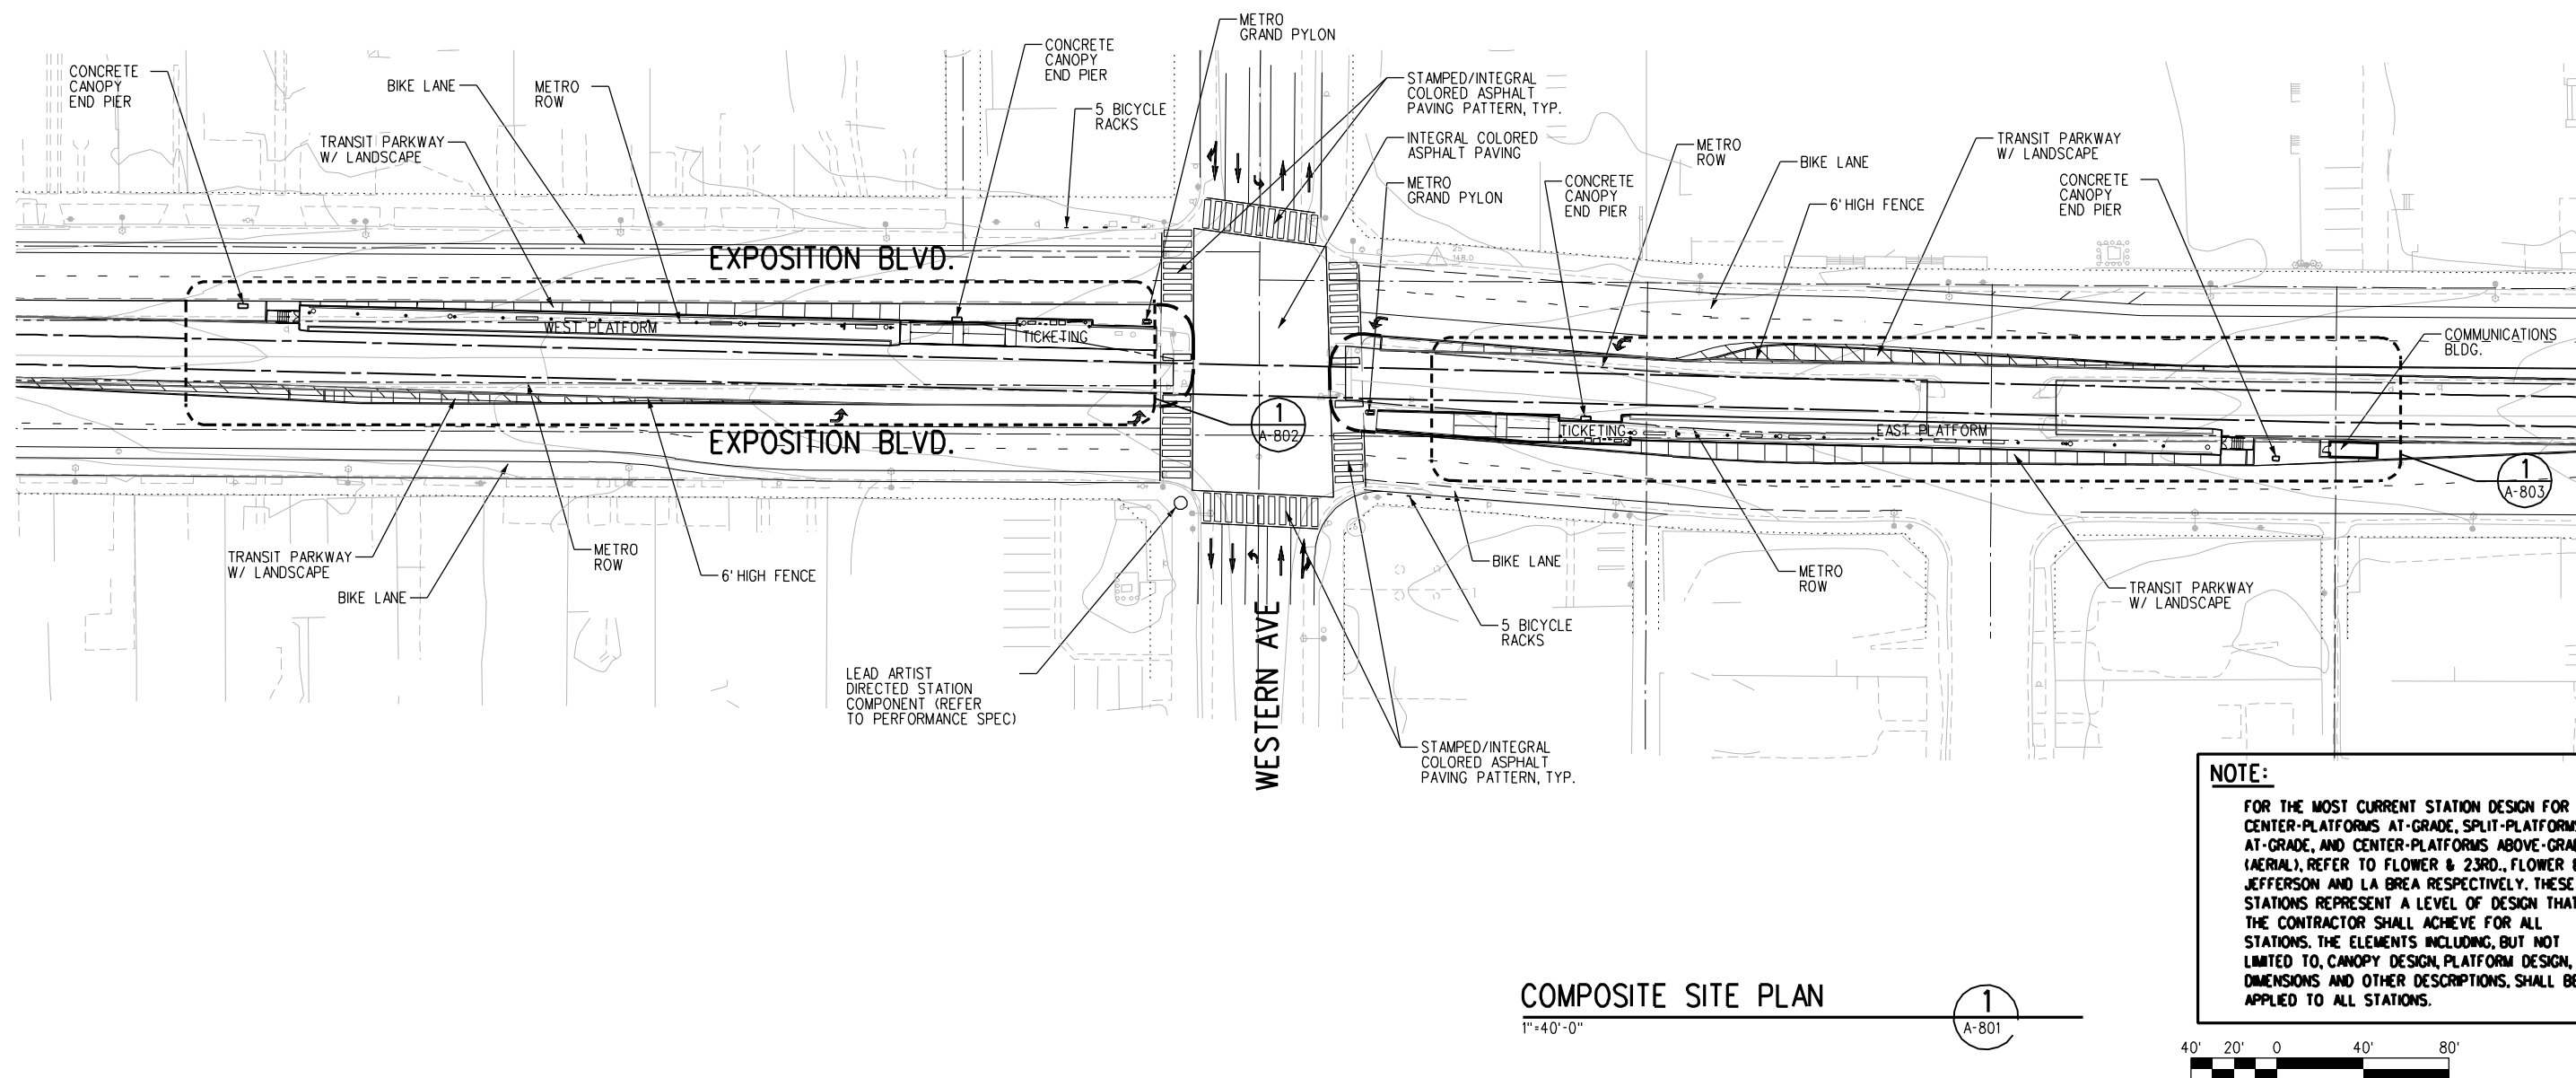 METRO
GRAND PYLON
CONCRETE
CANOPY
END PIER
CONCRETE
CANOPY
END PIER
BIKE LANE
METRO
ROW
STAMPED/INTEGRAL
COLORED ASPHALT
PAVING PATTERN, TYP.
5 BICYCLE
RACKS
TRANSIT PARKWAY
W/ LANDSCAPE
INTEGRAL COLORED
ASPHALT PAVING
METRO
ROW
TRANSIT PARKWAY
W/ LANDSCAPE
BIKE LANE
METRO
GRAND PYLON
CONCRETE
CANOPY
END PIER
CONCRETE
CANOPY
END PIER
6' HIGH FENCE
EXPOSITION BLVD.
25
148.0
WEST PLATFORM
TICKETING
COMMUNICATIONS
BLDG.
1
A-802
EXPOSITION BLVD.
TICKETING
EAST PLATFORM
1
A-803
TRANSIT PARKWAY
W/ LANDSCAPE
METRO
ROW
6' HIGH FENCE
BIKE LANE
BIKE LANE
METRO
ROW
TRANSIT PARKWAY
W/ LANDSCAPE
5 BICYCLE
RACKS
WESTERN AVE
LEAD ARTIST
DIRECTED STATION
COMPONENT (REFER
TO PERFORMANCE SPEC)
STAMPED/INTEGRAL
COLORED ASPHALT
PAVING PATTERN, TYP.
NOTE:
FOR THE MOST CURRENT STATION DESIGN FOR
CENTER-PLATFORMS AT-GRADE, SPLIT-PLATFORMS
AT-GRADE, AND CENTER-PLATFORMS ABOVE-GRA
(AERIAL), REFER TO FLOWER & 23RD., FLOWER &
JEFFERSON AND LA BREA RESPECTIVELY. THESE
STATIONS REPRESENT A LEVEL OF DESIGN THAT
THE CONTRACTOR SHALL ACHIEVE FOR ALL
STATIONS. THE ELEMENTS INCLUDING, BUT NOT
LIMITED TO, CANOPY DESIGN, PLATFORM DESIGN,
DIMENSIONS AND OTHER DESCRIPTIONS, SHALL BE
APPLIED TO ALL STATIONS.
COMPOSITE SITE PLAN
1"=40'-0"
1
A-801
40' 20' 0 40' 80'